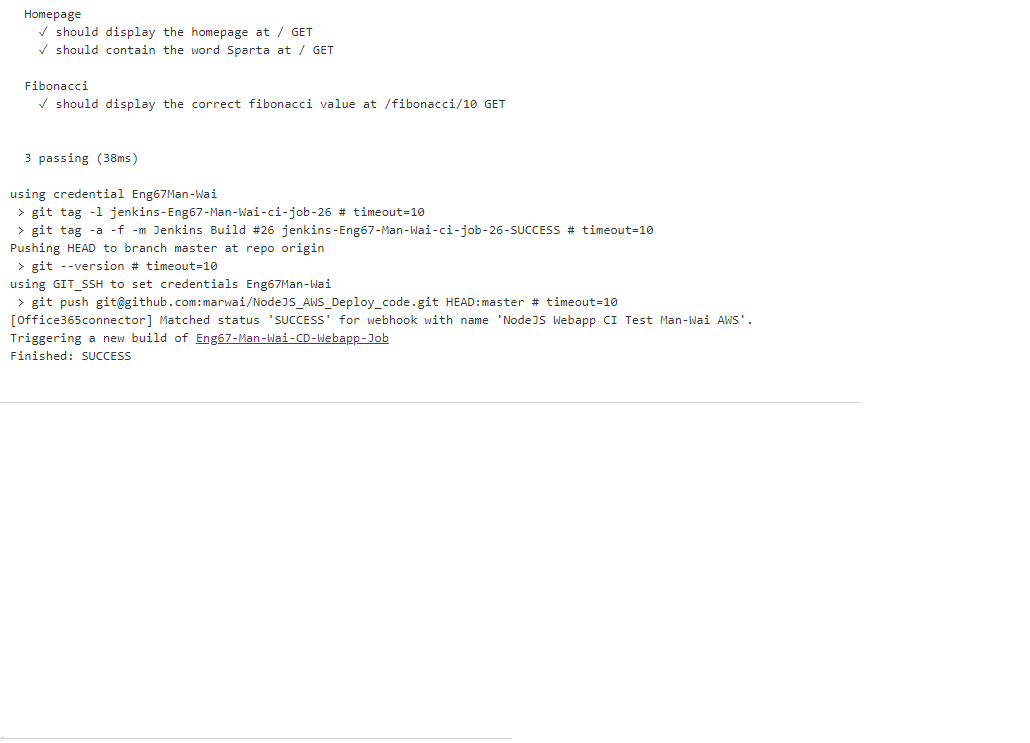 Homepage
✓ should display the homepage at / GET
✓ should contain the word Sparta at / GET
Fibonacci
✓ should display the correct fibonacci value at /fibonacci/10 GET
3 passing (38ms)
using credential Eng67Man-Wai
> git tag -l jenkins-Eng67-Man-Wai-ci-job-26 # timeout=10
> git tag -a -f -m Jenkins Build #26 jenkins-Eng67-Man-Wai-ci-job-26-SUCCESS # timeout=10
Pushing HEAD to branch master at repo origin
> git --version # timeout=10
using GIT_SSH to set credentials Eng67Man-Wai
> git push git@github.com:marwai/NodeJS_AWS_Deploy_code.git HEAD:master # timeout=10
[Office365connector] Matched status 'SUCCESS' for webhook with name 'NodeJS Webapp CI Test Man-Wai AWS'.
Triggering a new build of Eng67-Man-Wai-CD-Webapp-Job
Finished: SUCCESS